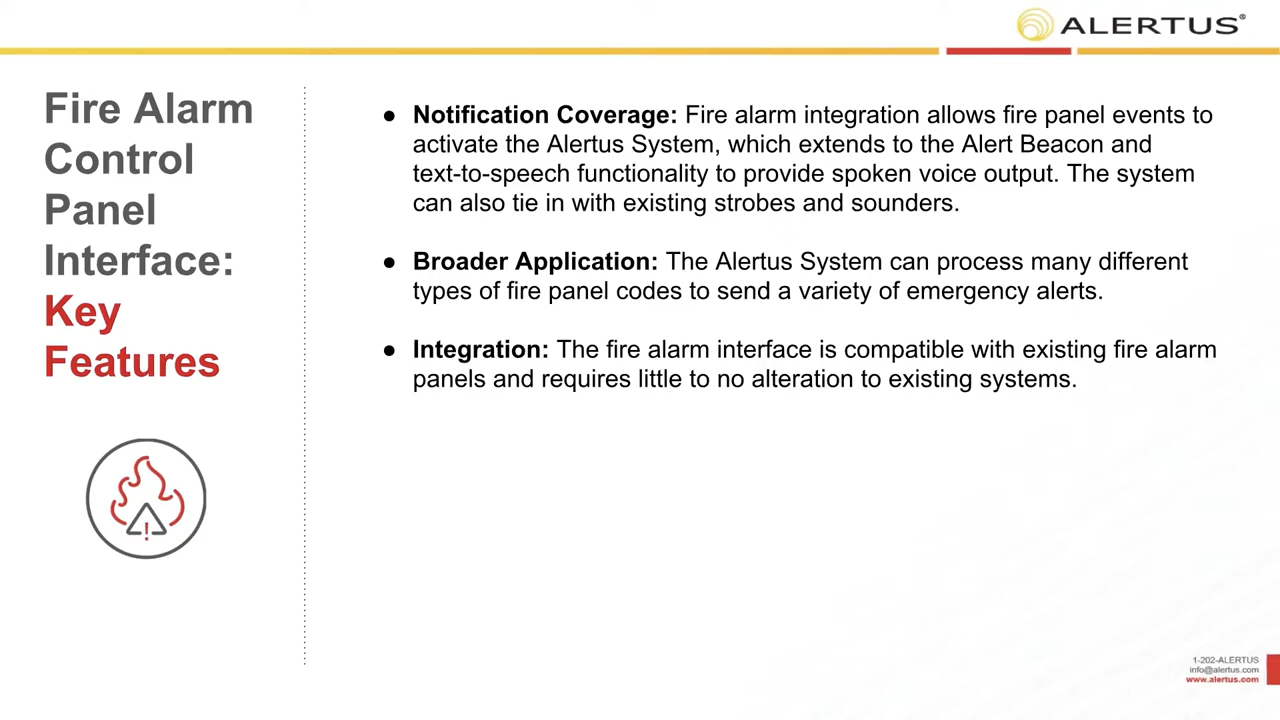 ALERTUS®
Fire Alarm
Control
Panel
Interface:
Key
Features
● Notification Coverage: Fire alarm integration allows fire panel events to
activate the Alertus System, which extends to the Alert Beacon and
text-to-speech functionality to provide spoken voice output. The system
can also tie in with existing strobes and sounders.
● Broader Application: The Alertus System can process many different
types of fire panel codes to send a variety of emergency alerts.
● Integration: The fire alarm interface is compatible with existing fire alarm
panels and requires little to no alteration to existing systems.
!
1-202-ALERTUS
info@alertus.com
www.alertus.com